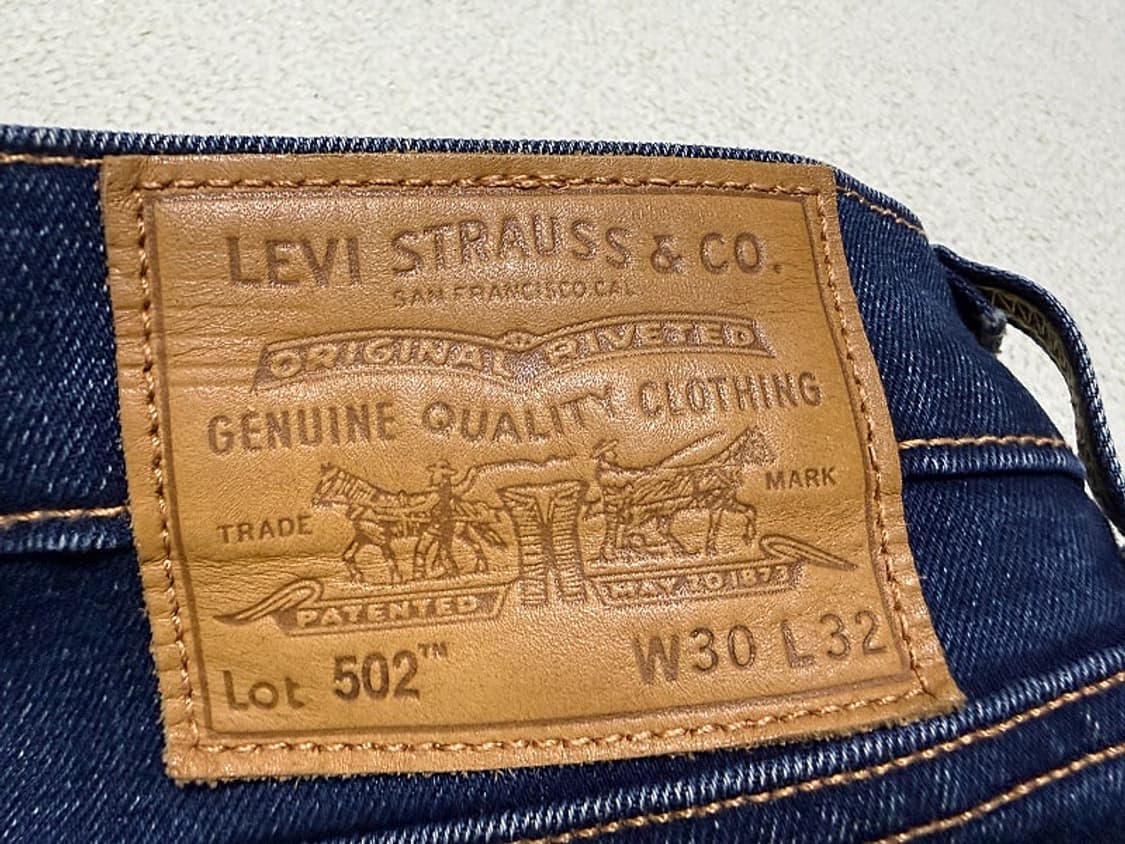 LEVI STRAUSS & CO.
SAN FRANCISCO CAL
ORIGINAL RIVETED
GENUINE QUALITY CLOTHING
TRADE MARK
PATENTED MAY 20 1873
Lot 502™ W30 L32